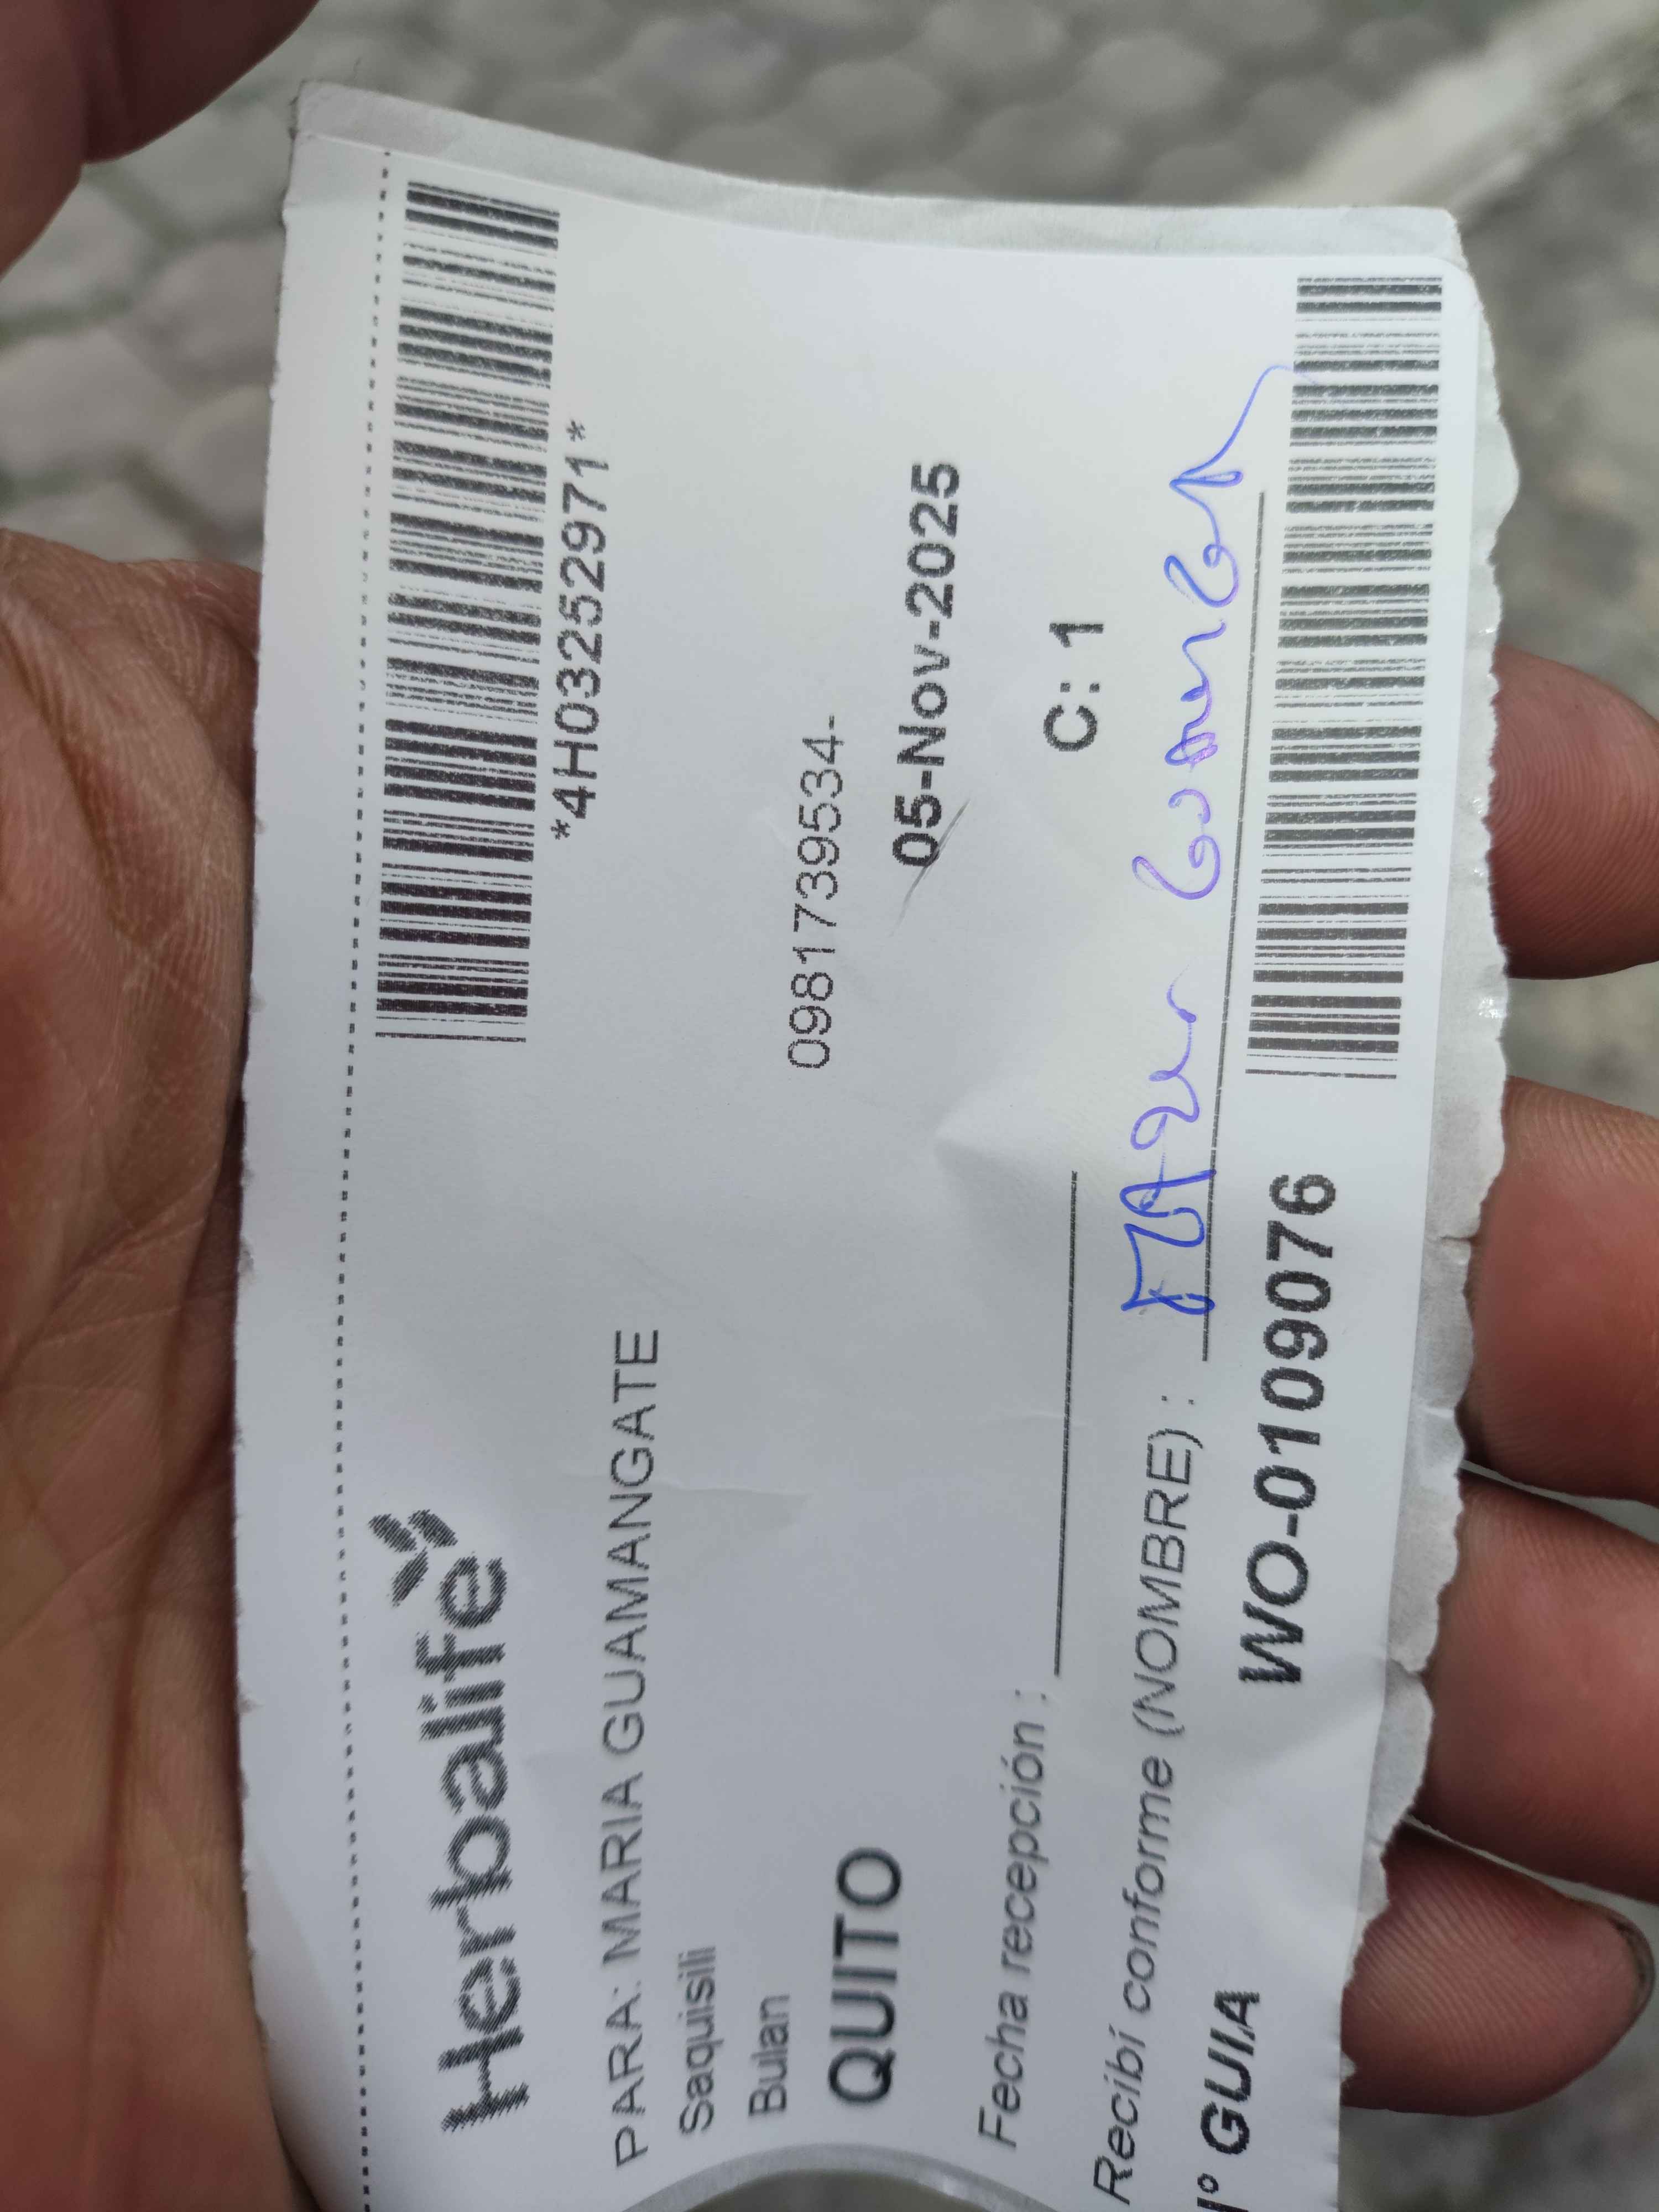 Herbalife
*4H03252971*
PARA: MARIA GUAMANGATE
Saquisili
Bulan
0981739534-
QUITO
05-Nov-2025
Fecha recepción :
C: 1
Recibí conforme (NOMBRE) :
° GUIA
WO-0109076